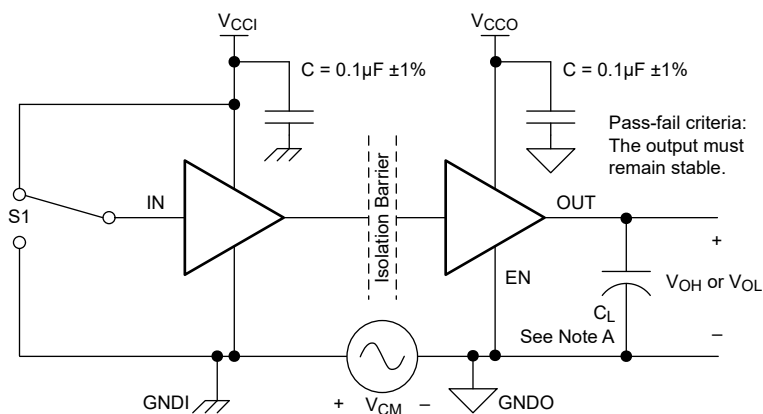 VCCI
VCCO
C = 0.1µF ±1%
C = 0.1µF ±1%
Pass-fail criteria:
The output must
remain stable.
S1
IN
Isolation Barrier
OUT
EN
+
VOH or VOL
–
CL
See Note A
GNDI
+ VCM –
GNDO